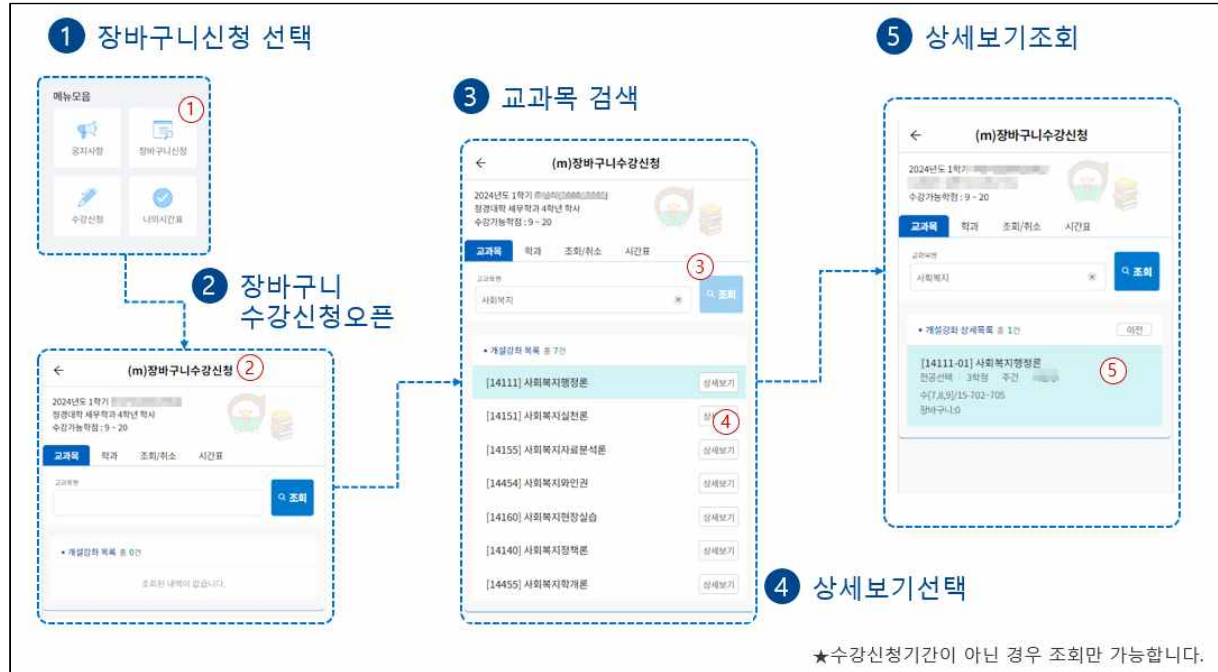 1 장바구니신청 선택
메뉴모음
1
공지사항 장바구니신청
수강신청 나의시간표
2 장바구니
수강신청오픈
←
(m)장바구니수강신청 2
2024년도 1학기
정경대학 세무학과 4학년 학사
수강가능학점 : 9 ~ 20
교과목 학과 조회/취소 시간표
교과목명
조회
• 개설강좌 목록 총 0건
조회된 내역이 없습니다.
3 교과목 검색
←
(m)장바구니수강신청
2024년도 1학기
정경대학 세무학과 4학년 학사
수강가능학점 : 9 ~ 20
교과목 학과 조회/취소 시간표
3
교과목명
사회복지
조회
• 개설강좌 목록 총 7건
[14111] 사회복지행정론 상세보기
[14151] 사회복지실천론
4
[14155] 사회복지자료분석론 상세보기
[14454] 사회복지와인권 상세보기
[14160] 사회복지현장실습 상세보기
[14140] 사회복지정책론 상세보기
[14455] 사회복지학개론 상세보기
4 상세보기선택
5 상세보기조회
←
(m)장바구니수강신청
2024년도 1학기
수강가능학점 : 9 ~ 20
교과목 학과 조회/취소 시간표
교과목명
사회복지
조회
• 개설강좌 상세목록 총 1건 이전
[14111-01] 사회복지행정론
전공선택 3학점 주간
5
수[7,8,9]/15-702-705
장바구니:0
★수강신청기간이 아닌 경우 조회만 가능합니다.